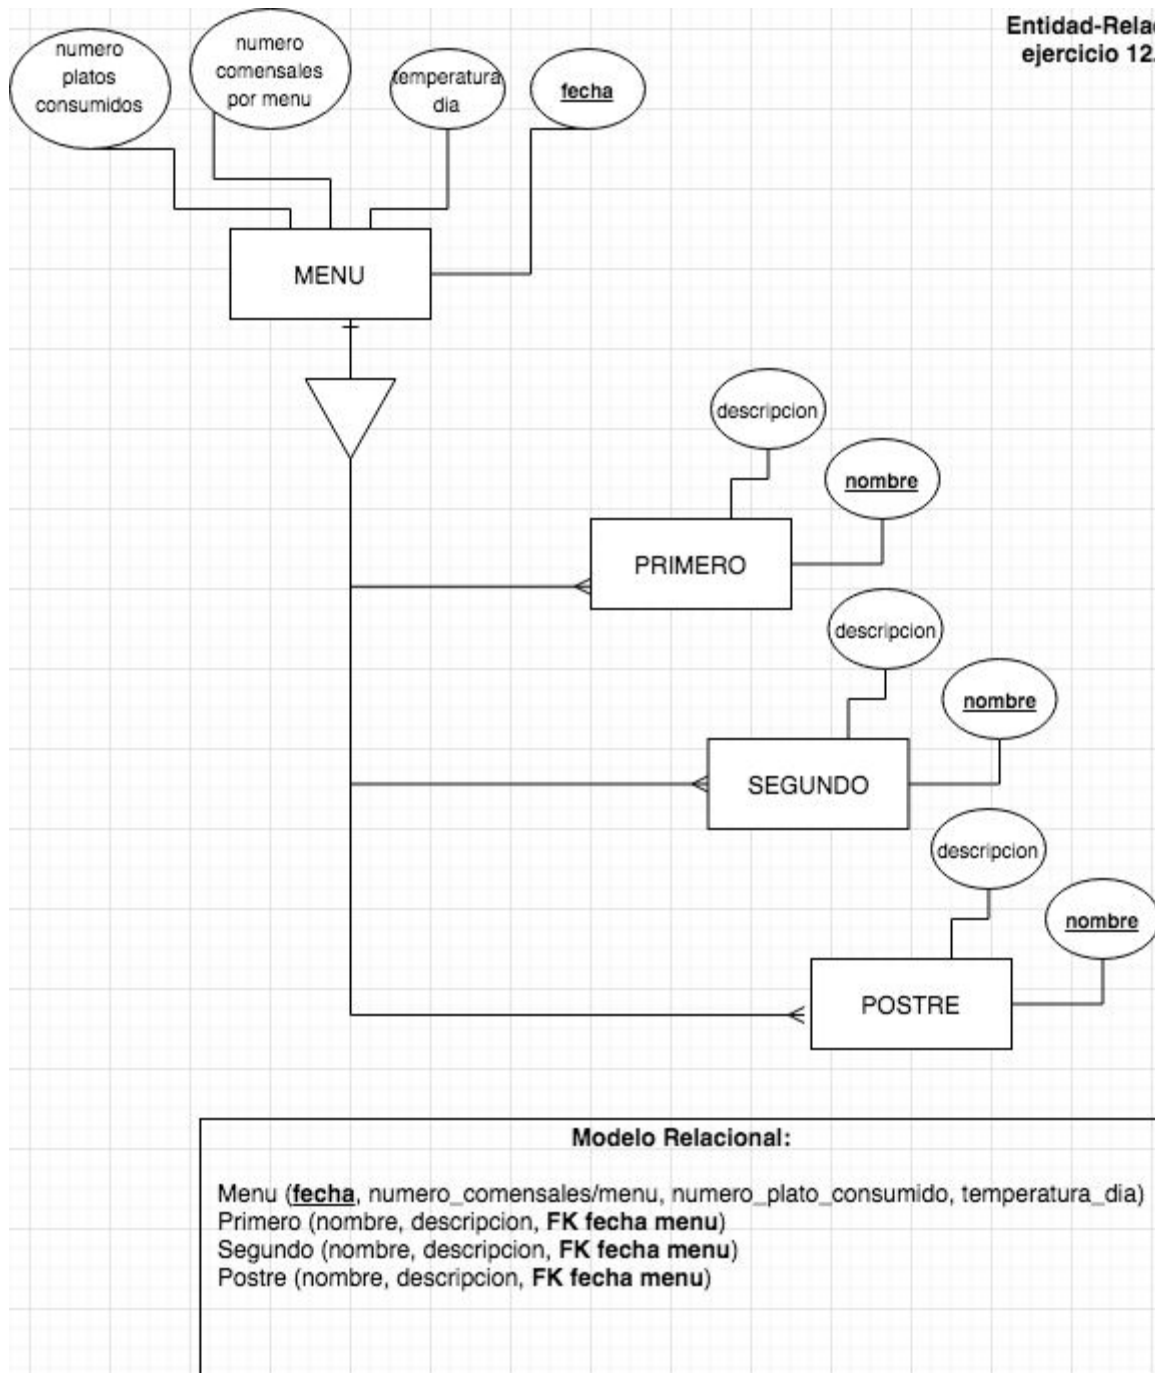 Entidad-Rela
ejercicio 12.
numero
platos
consumidos
numero
comensales
por menu
temperatura
dia
fecha
MENU
descripcion
nombre
PRIMERO
descripcion
nombre
SEGUNDO
descripcion
nombre
POSTRE
Modelo Relacional:
Menu (fecha, numero_comensales/menu, numero_plato_consumido, temperatura_dia)
Primero (nombre, descripcion, FK fecha menu)
Segundo (nombre, descripcion, FK fecha menu)
Postre (nombre, descripcion, FK fecha menu)